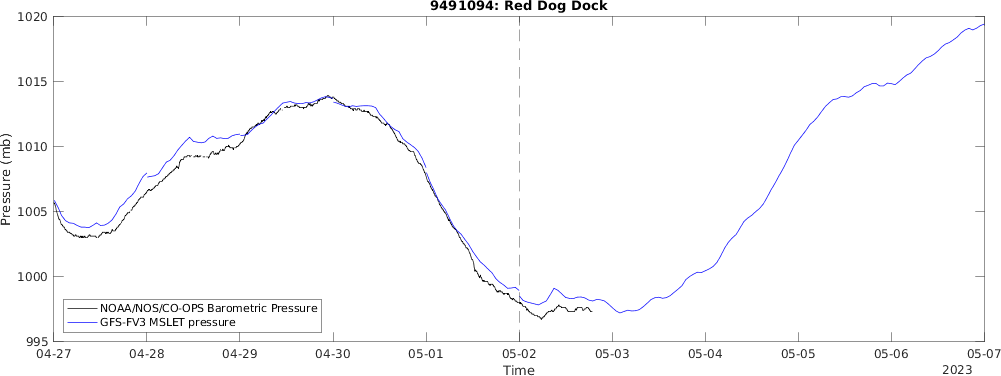 9491094: Red Dog Dock
1020
1015
1010
1005
1000
995
Pressure (mb)
NOAA/NOS/CO-OPS Barometric Pressure
GFS-FV3 MSLET pressure
04-27 04-28 04-29 04-30 05-01 05-02 05-03 05-04 05-05 05-06 05-07
Time
2023